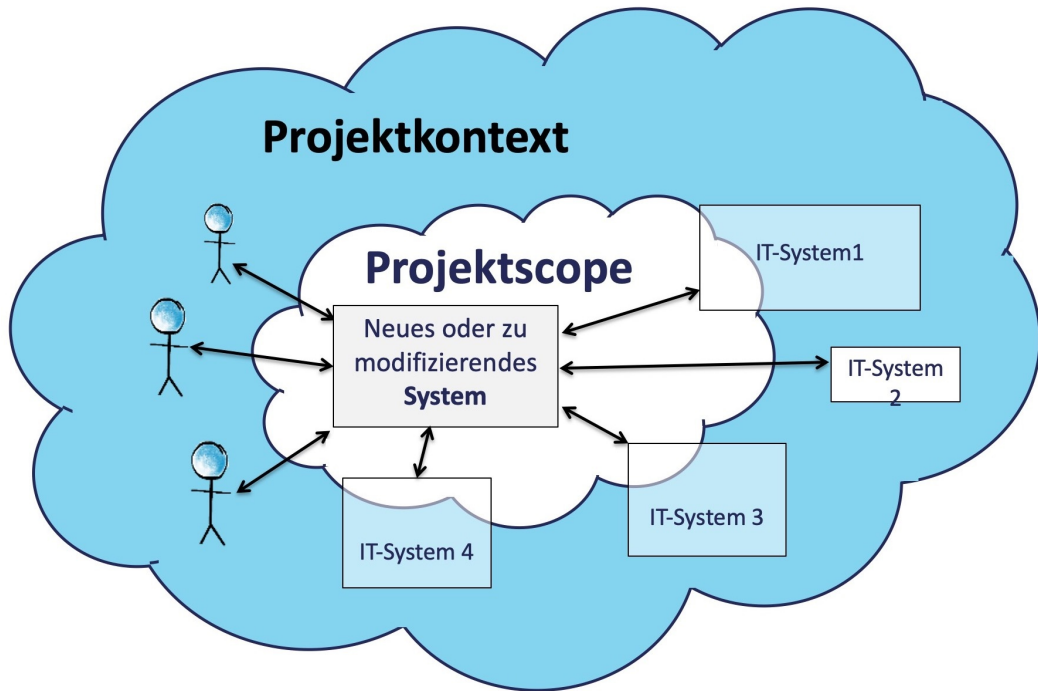 Projektkontext
Projektscope
IT-System1
Neues oder zu
modifizierendes
System
IT-System
2
IT-System 3
IT-System 4